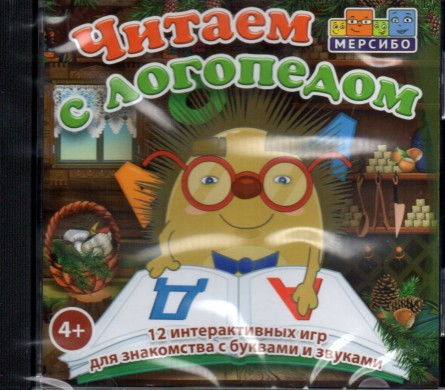 Читаем
с логопедом
МЕРСИБО
4+
12 интерактивных игр
для знакомства с буквами и звуками